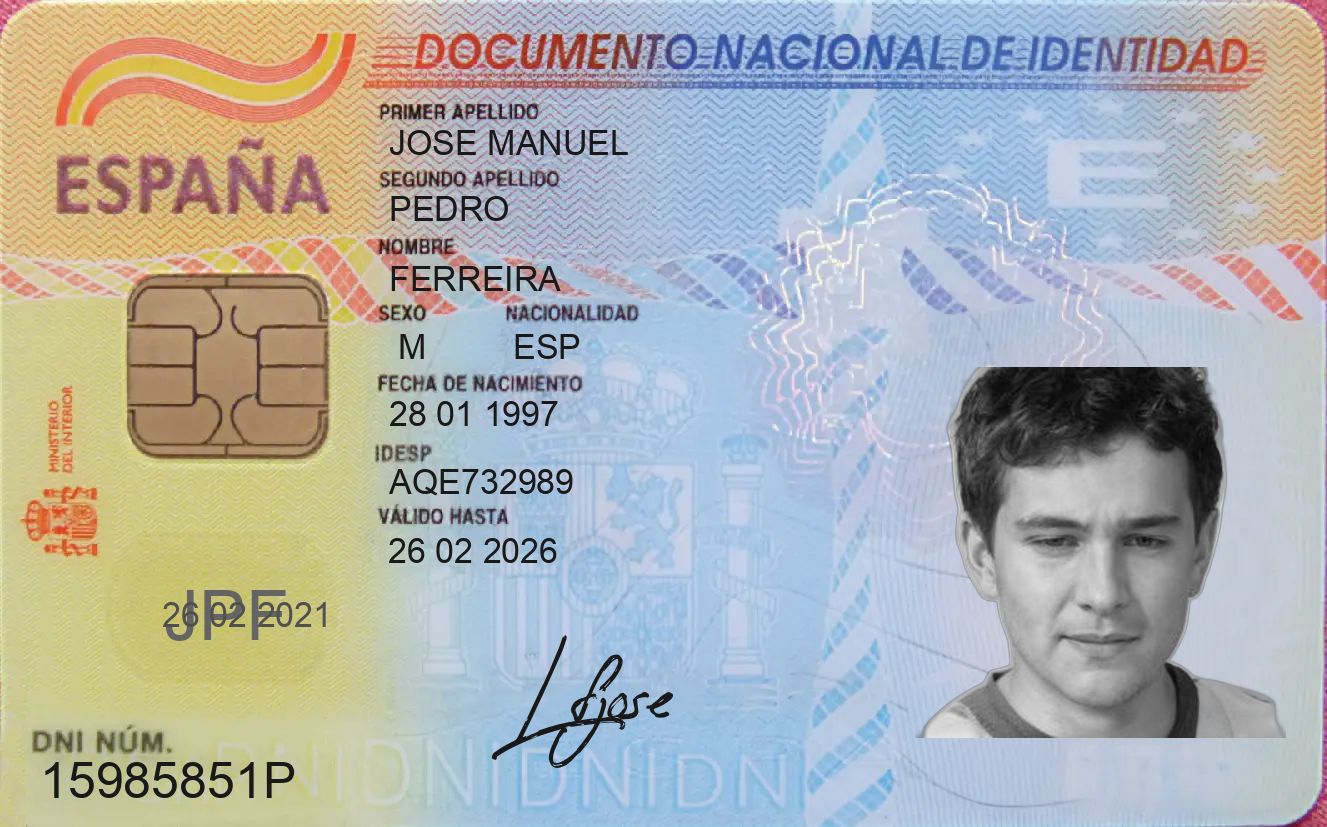 DOCUMENTO NACIONAL DE IDENTIDAD
ESPAÑA
PRIMER APELLIDO
JOSE MANUEL
SEGUNDO APELLIDO
PEDRO
NOMBRE
FERREIRA
SEXO NACIONALIDAD
M ESP
FECHA DE NACIMIENTO
28 01 1997
IDESP
AQE732989
VÁLIDO HASTA
26 02 2026
MINISTERIO
DEL INTERIOR
E
JPF
26 02 2021
Lfjose
DNI NÚM.
15985851P
DNIDNIDNIDNI